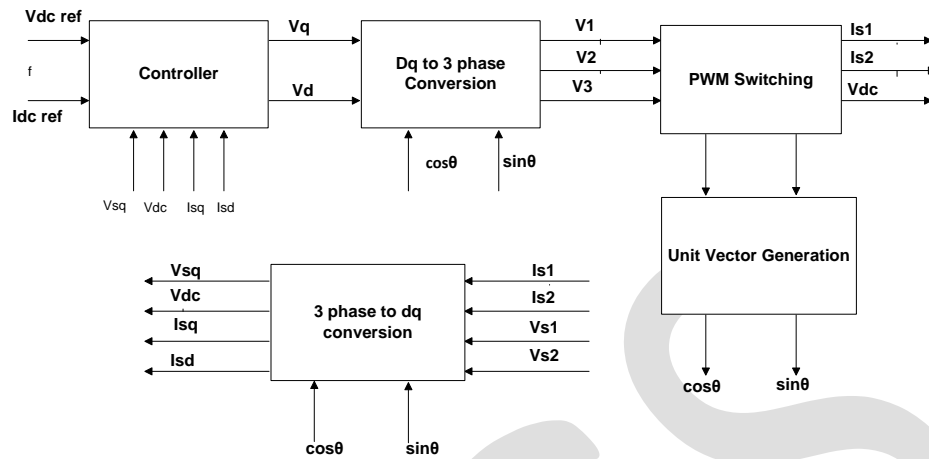 Vdc ref
f
Idc ref
Controller
Vsq
Vdc
Isq
Isd
Vq
Vd
Dq to 3 phase
Conversion
cosθ
sinθ
V1
V2
V3
PWM Switching
Is1
Is2
Vdc
Unit Vector Generation
cosθ
sinθ
Vsq
Vdc
Isq
Isd
3 phase to dq
conversion
Is1
Is2
Vs1
Vs2
cosθ
sinθ